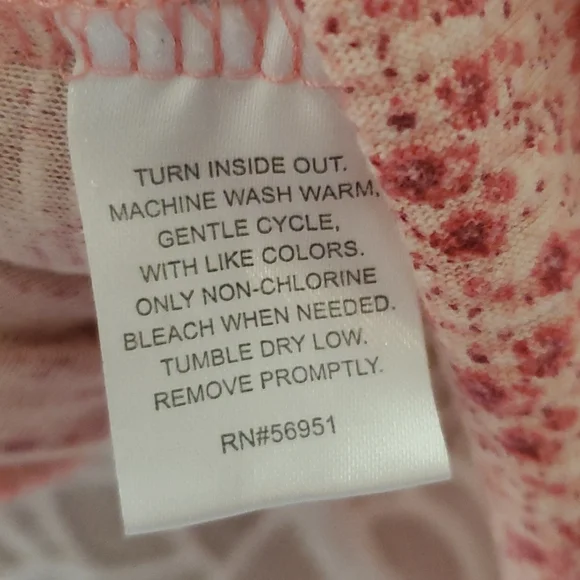 TURN INSIDE OUT.
MACHINE WASH WARM,
GENTLE CYCLE,
WITH LIKE COLORS.
ONLY NON-CHLORINE
BLEACH WHEN NEEDED.
TUMBLE DRY LOW.
REMOVE PROMPTLY.
RN#56951